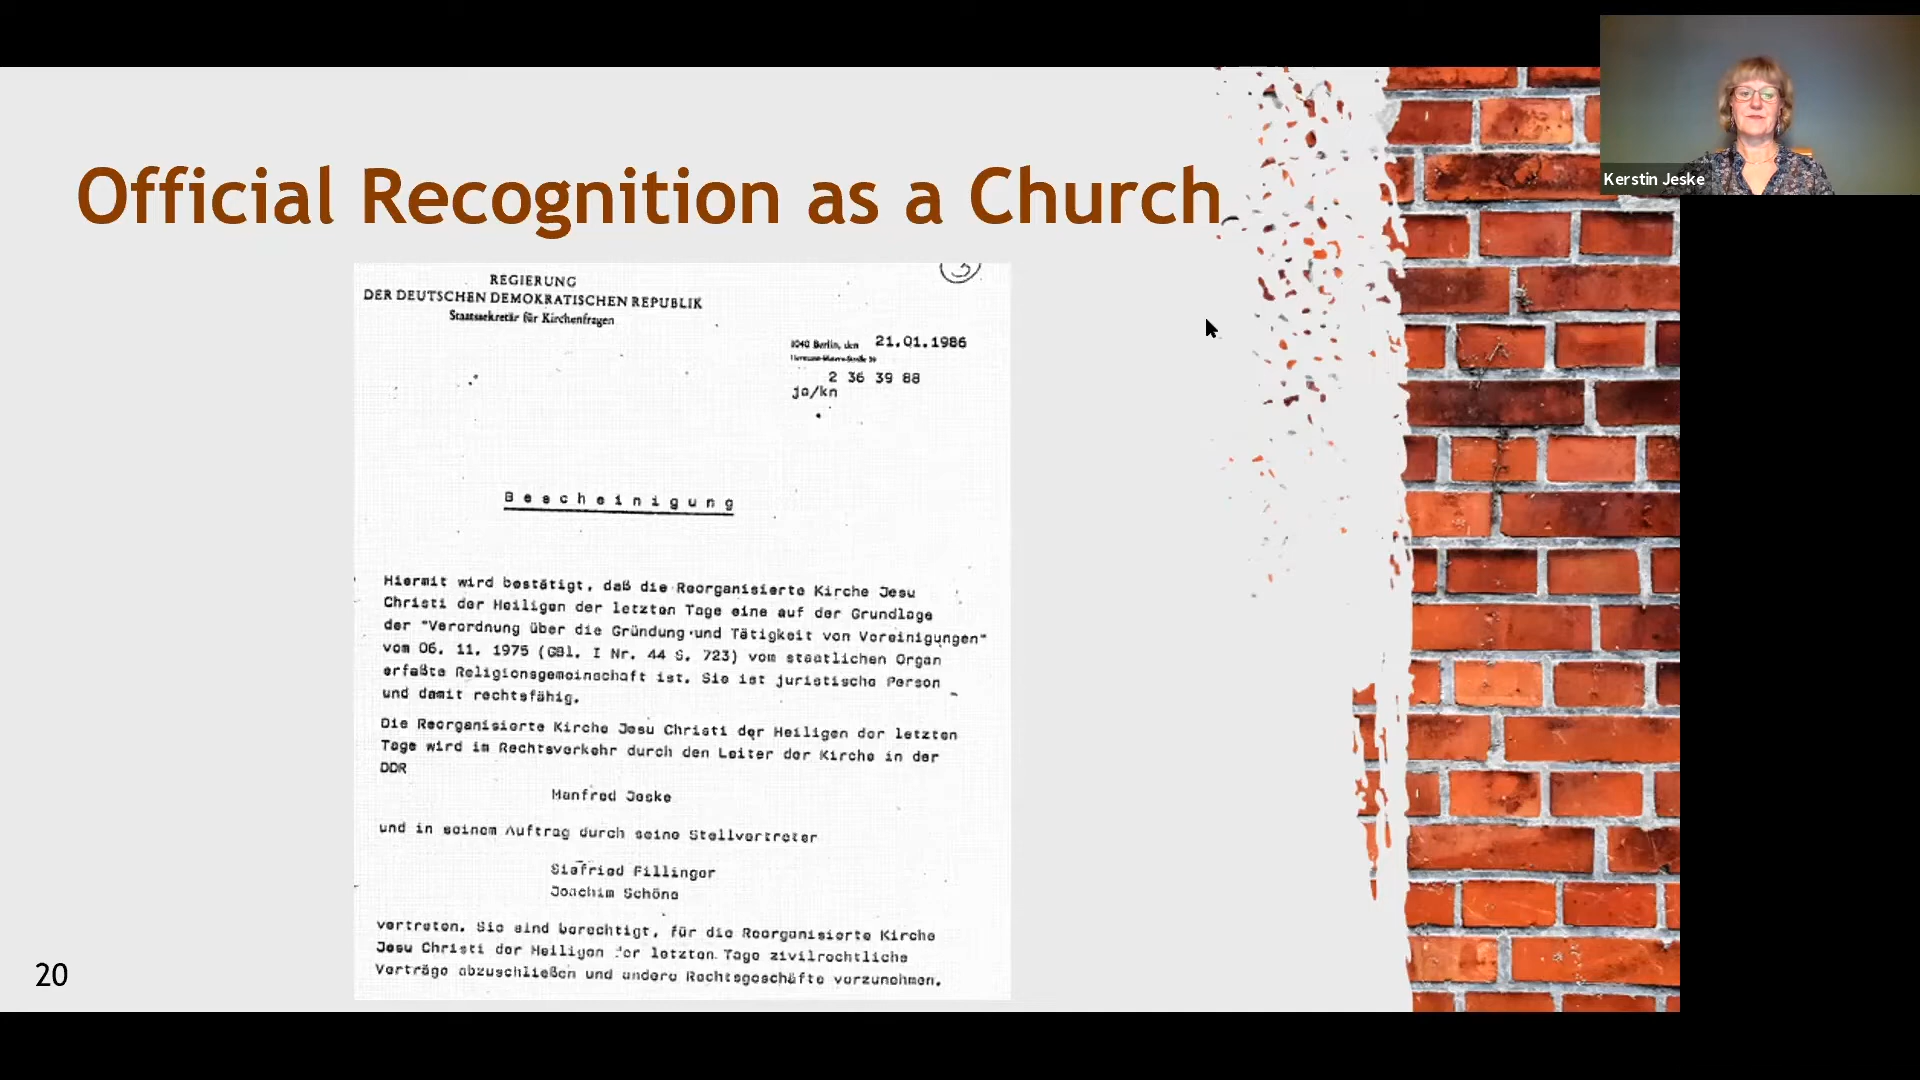 Kerstin Jeske
Official Recognition as a Church
3
REGIERUNG
DER DEUTSCHEN DEMOKRATISCHEN REPUBLIK
Staatssekretär für Kirchenfragen
1040 Berlin, den 21.01.1986
2 36 39 88
ja/kn
Bescheinigung
Hiermit wird bestätigt, daß die Reorganisierte Kirche Jesu
Christi der Heiligen der letzten Tage eine auf der Grundlage
der "Verordnung über die Gründung und Tätigkeit von Vereinigungen"
vom 06. 11. 1975 (GBl. I Nr. 44 S. 723) vom staatlichen Organ
erfaßte Religionsgemeinschaft ist. Sie ist juristische Person
und damit rechtsfähig.
Die Reorganisierte Kirche Jesu Christi der Heiligen der letzten
Tage wird im Rechtsverkehr durch den Leiter der Kirche in der
DDR
Manfred Jeske
und in seinem Auftrag durch seine Stellvertreter
Siefried Fillinger
Joachim Schöne
vertreten. Sie sind berechtigt, für die Reorganisierte Kirche
Jesu Christi der Heiligen der letzten Tage zivilrechtliche
Verträge abzuschließen und andere Rechtsgeschäfte vorzunehmen.
20